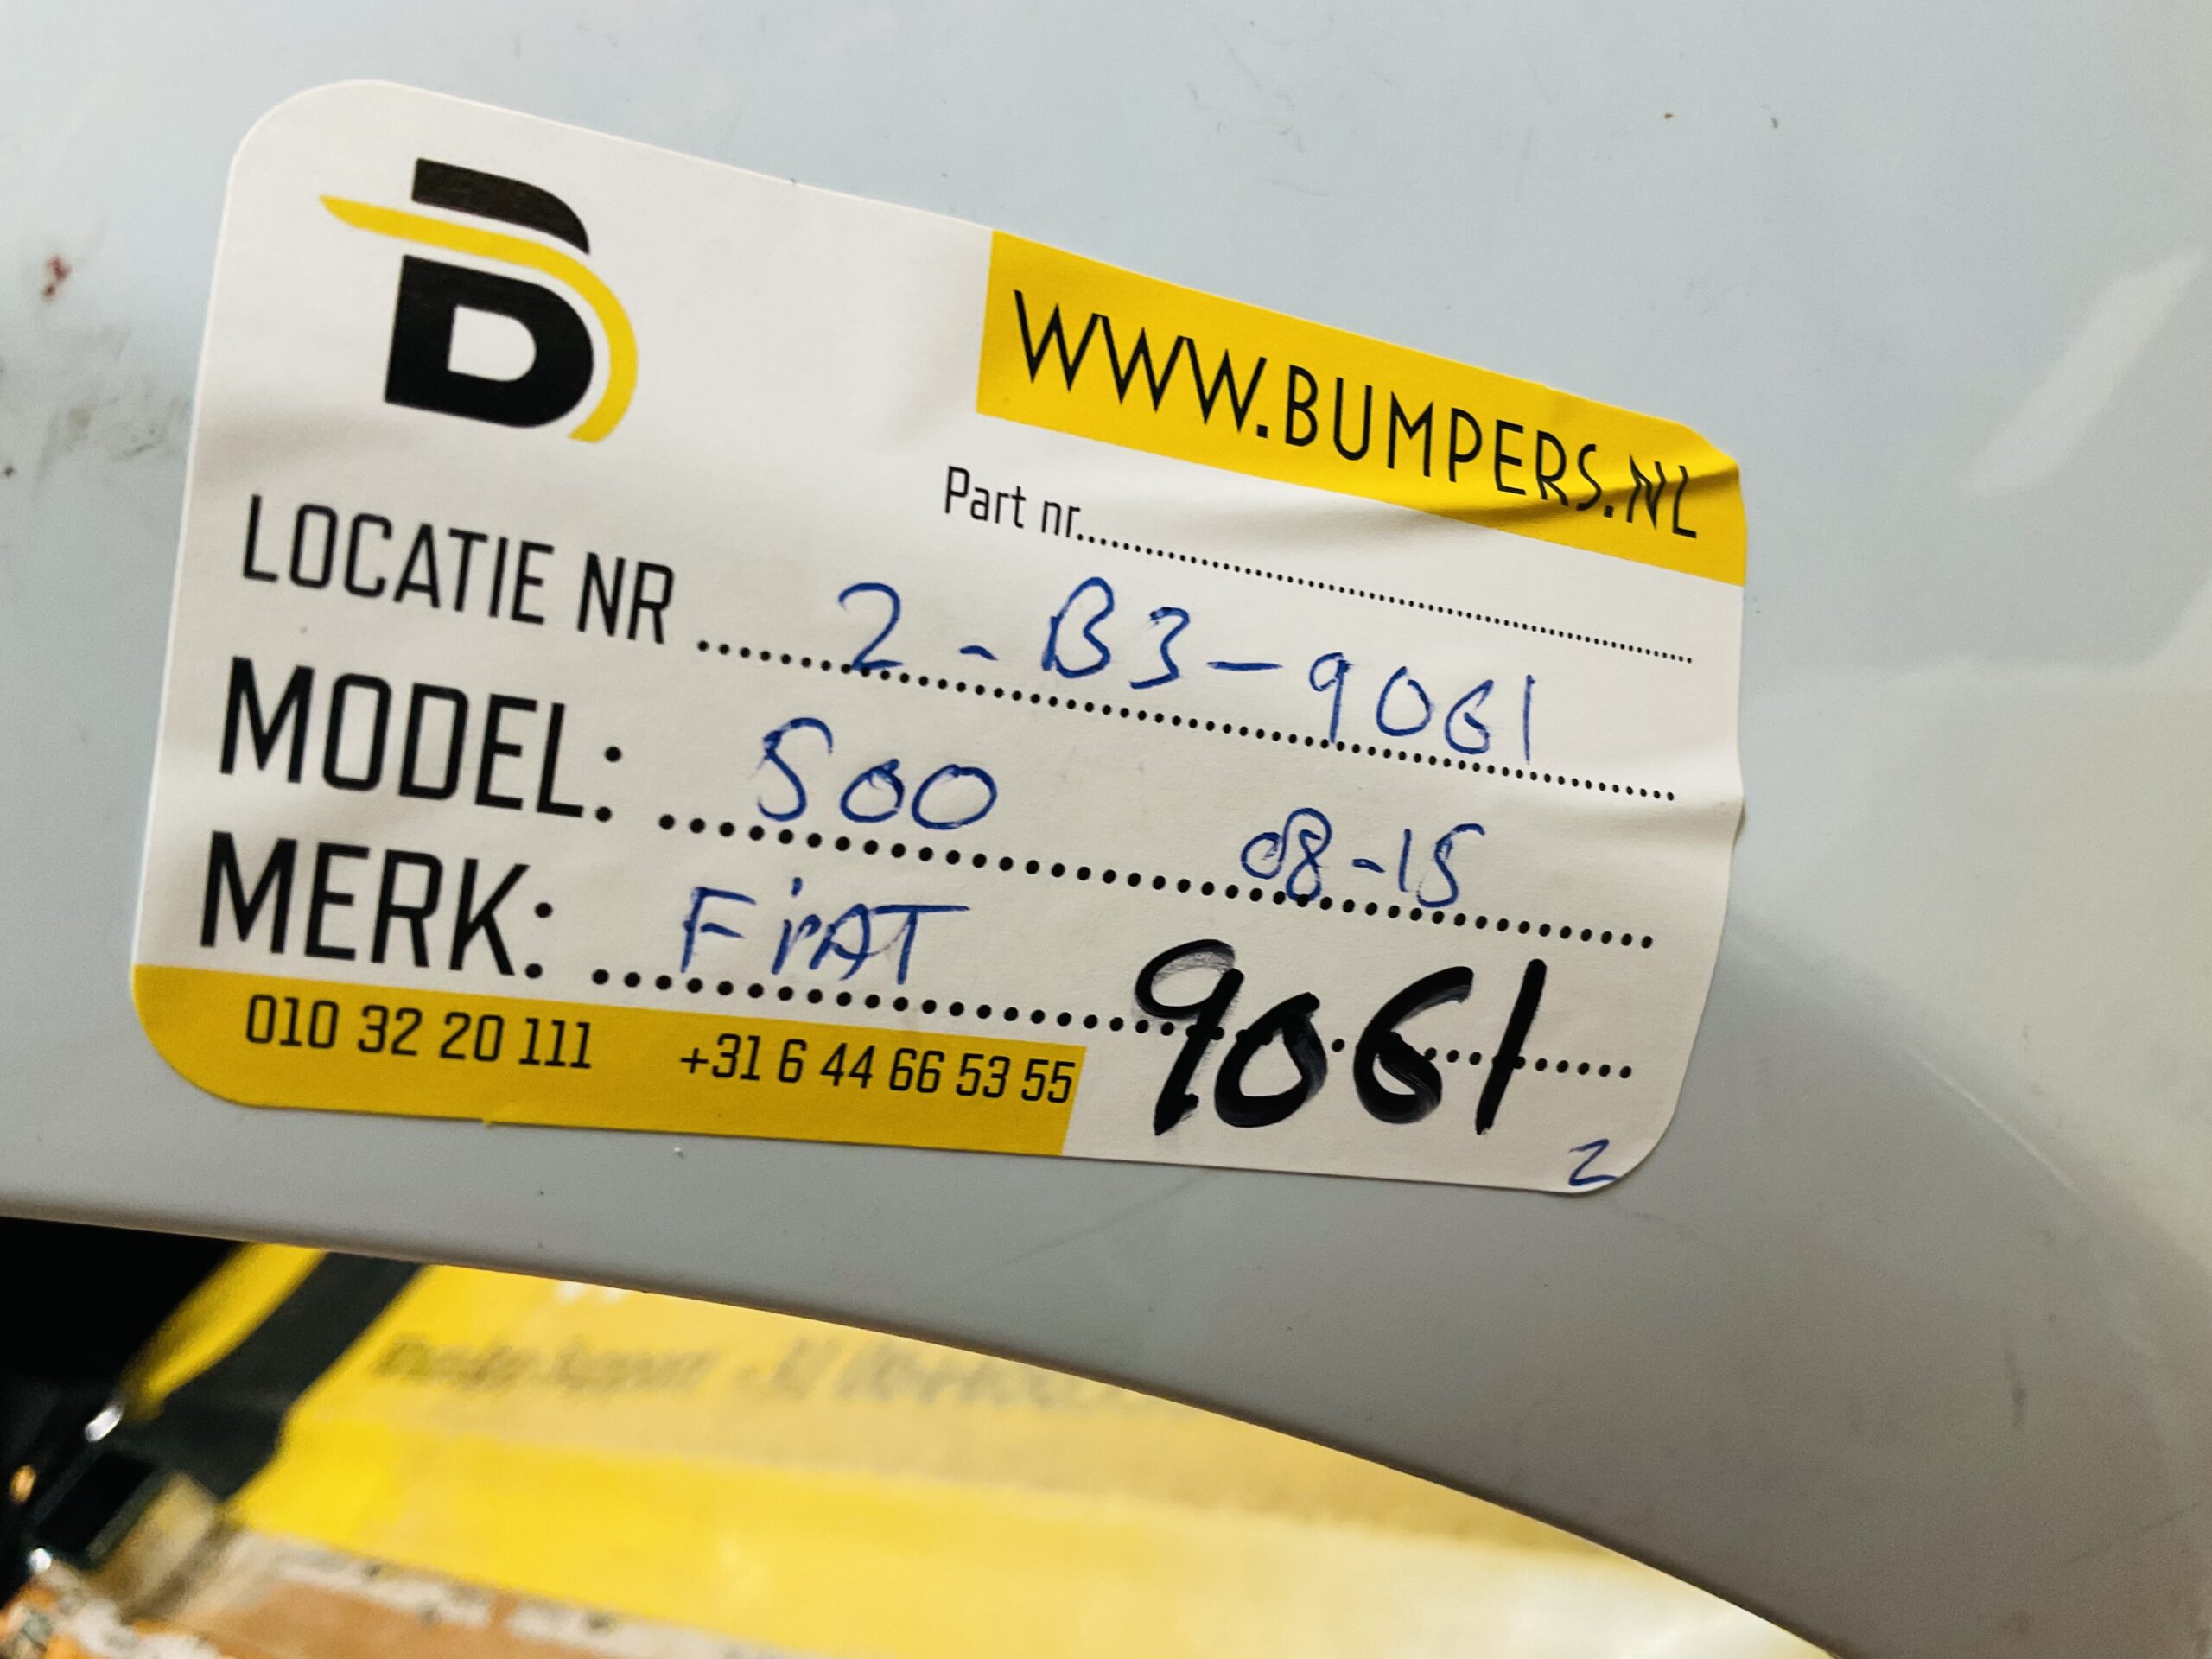 B
WWW.BUMPERS.NL
Part nr.............................
LOCATIE NR ..... 2 - B3 - 9061
MODEL: ..... 500 08-15
MERK: ..... FiAT
9061
010 32 20 111 +31 6 44 66 53 55
2